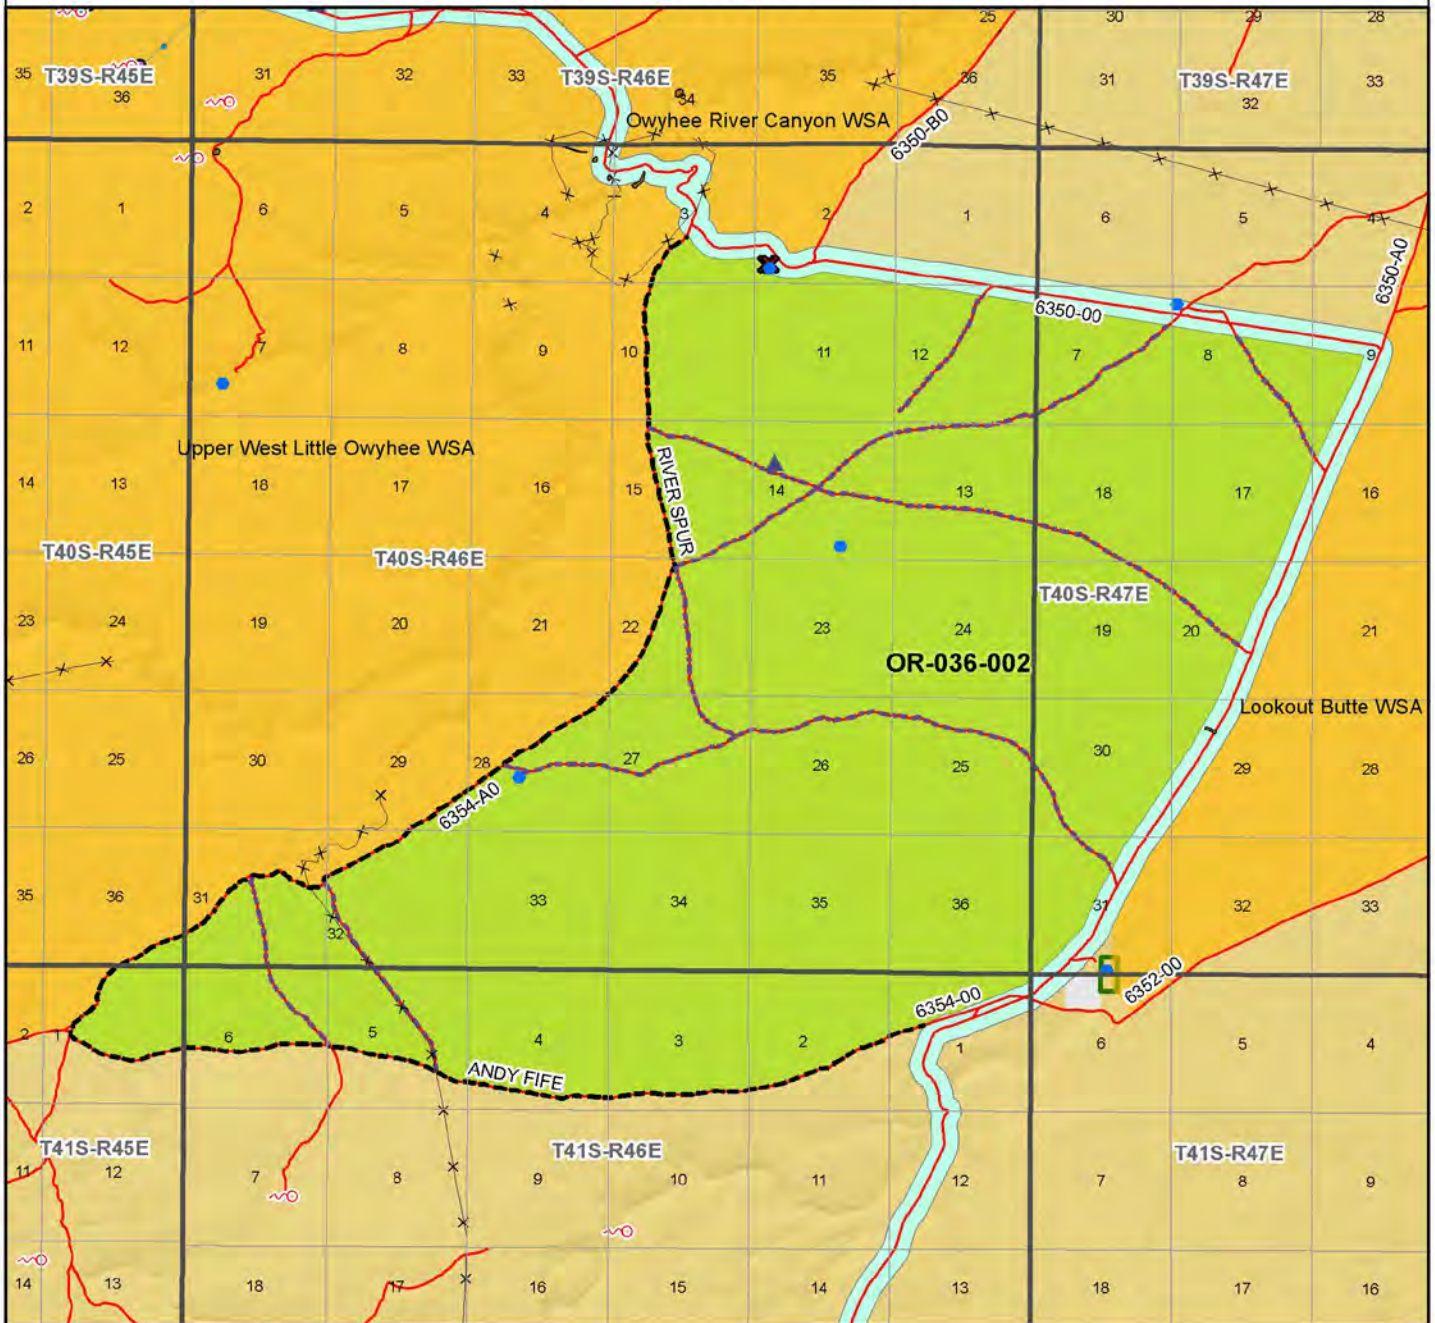 25 30 29 28
35 T39S-R45E 31 32 33 T39S-R46E 35 36 31 T39S-R47E 33
36 34 32
Owyhee River Canyon WSA
6350-B0
2 1 6 5 4 3 2 1 6 5 4
6350-A0
6350-00
11 12 7 8 9 10 11 12 7 8 9
Upper West Little Owyhee WSA
RIVER SPUR
14 13 18 17 16 15 14 13 18 17 16
T40S-R45E T40S-R46E T40S-R47E
23 24 19 20 21 22 23 24 19 20 21
OR-036-002
Lookout Butte WSA
26 25 30 29 28 27 26 25 30 29 28
6354-A0
35 36 31 32 33 34 35 36 31 32 33
6354-00 6352-00
2 1 6 5 4 3 2 1 6 5 4
ANDY FIFE
T41S-R45E T41S-R46E T41S-R47E
11 12 7 8 9 10 11 12 7 8 9
14 13 18 17 16 15 14 13 18 17 16